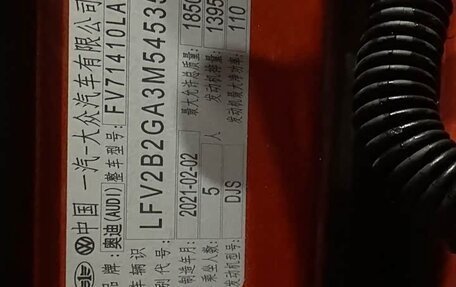 中国 一汽-大众汽车有限公司
品牌: 奥迪(AUDI) 整车型号: FV71410LA
车辆识别代号: LFV2B2GA3M54535
制造年月: 2021-02-02 最大允许总质量: 1850
乘坐人数: 5 人 发动机排量: 1395
发动机型号: DJS 发动机最大净功率: 110